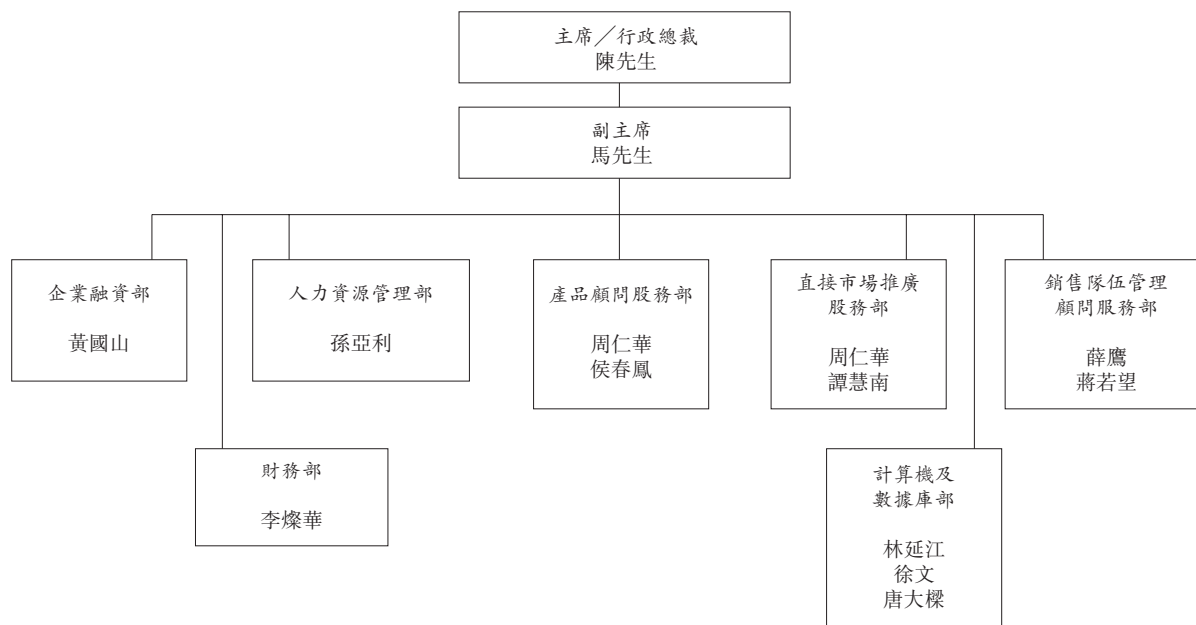 主席／行政總裁
陳先生
副主席
馬先生
企業融資部
黃國山
人力資源管理部
孫亞利
產品顧問股務部
周仁華
侯春鳳
直接市場推廣
股務部
周仁華
譚慧南
銷售隊伍管理
顧問服務部
薛鷹
蔣若望
財務部
李燦華
計算機及
數據庫部
林延江
徐文
唐大樑